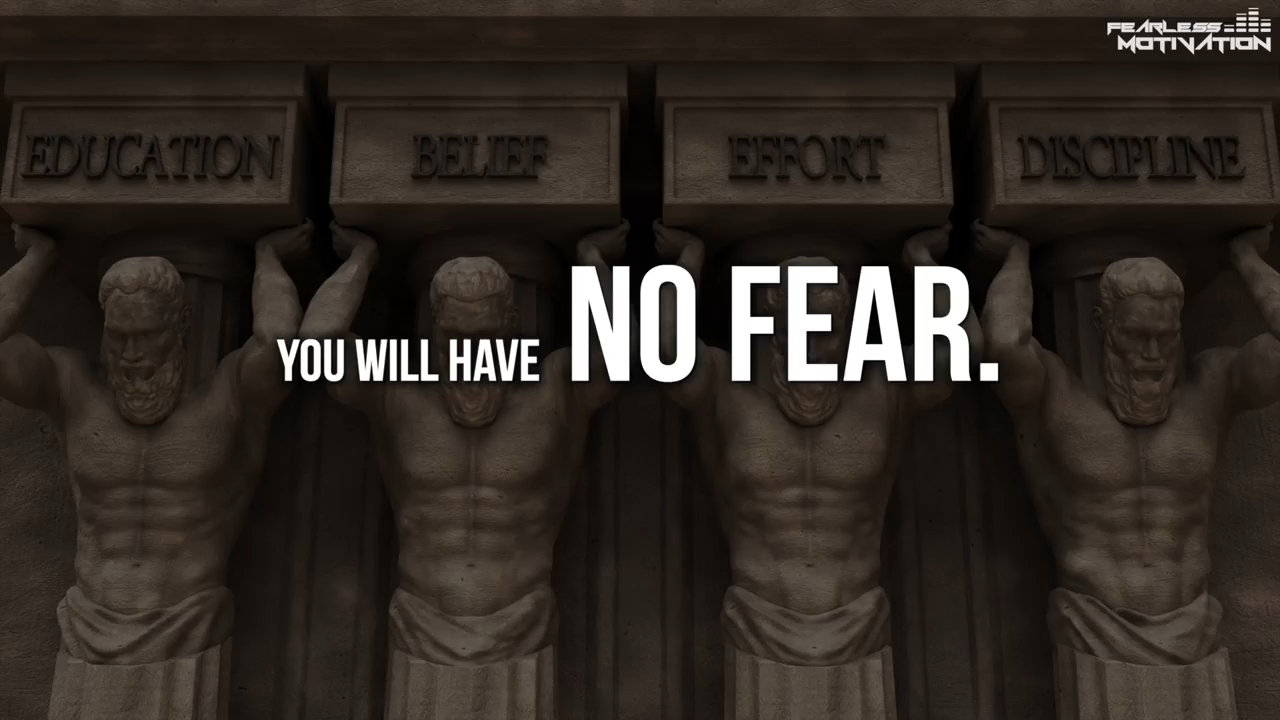 FEARLESS
MOTIVATION
EDUCATION BELIEF EFFORT DISCIPLINE
YOU WILL HAVE NO FEAR.